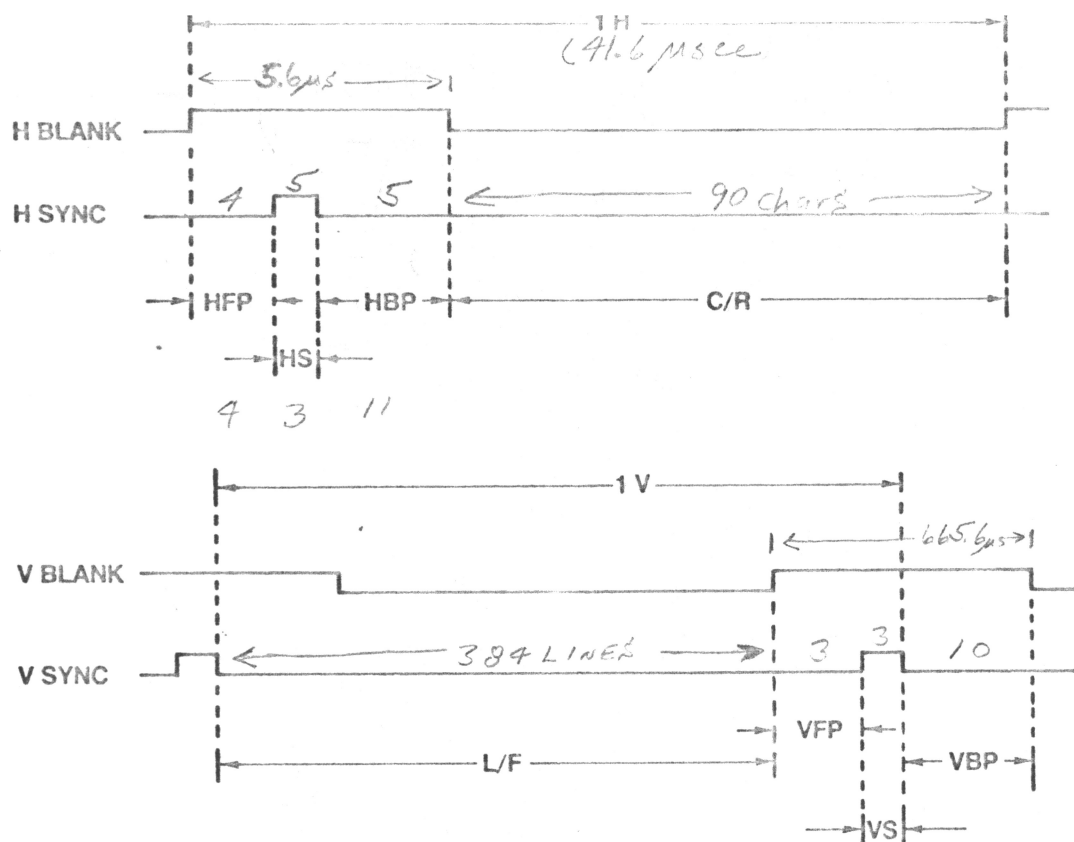 1 H
(41.6 µsec
5.6µs
H BLANK
4 5 5 90 chars
H SYNC
HFP HBP C/R
HS
4 3 11
1 V
665.6µs
V BLANK
384 LINES 3 3 10
V SYNC
VFP
L/F VBP
VS